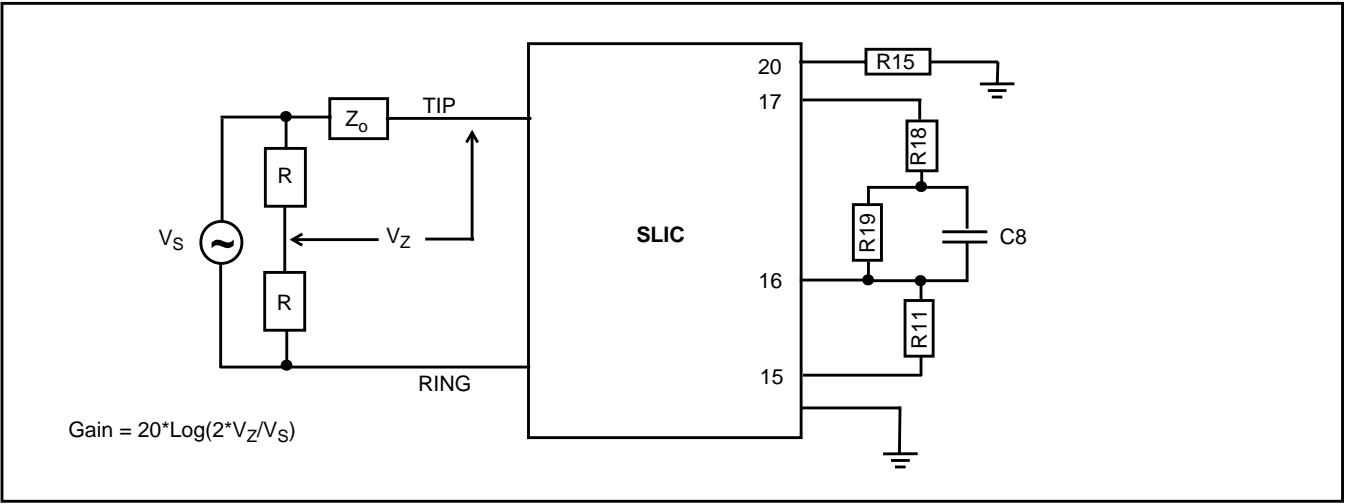 20
R15
17
TIP
Z₀
R18
R
R19
V_S
~
V_Z
SLIC
C8
16
R
R11
15
RING
Gain = 20*Log(2*V_Z/V_S)